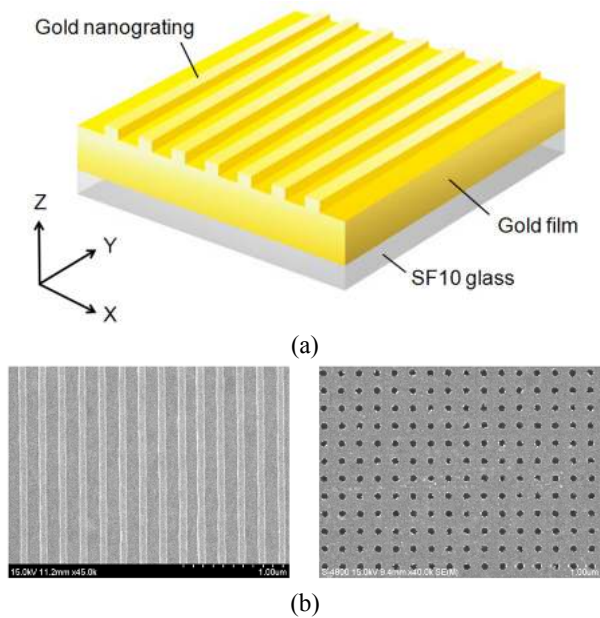 Gold nanograting
Z
Y
X
Gold film
SF10 glass
(a)
15.0kV 11.2mm x45.0k 1.00um
S-4800 15.0kV 8.4mm x40.0k SE(M) 1.00um
(b)